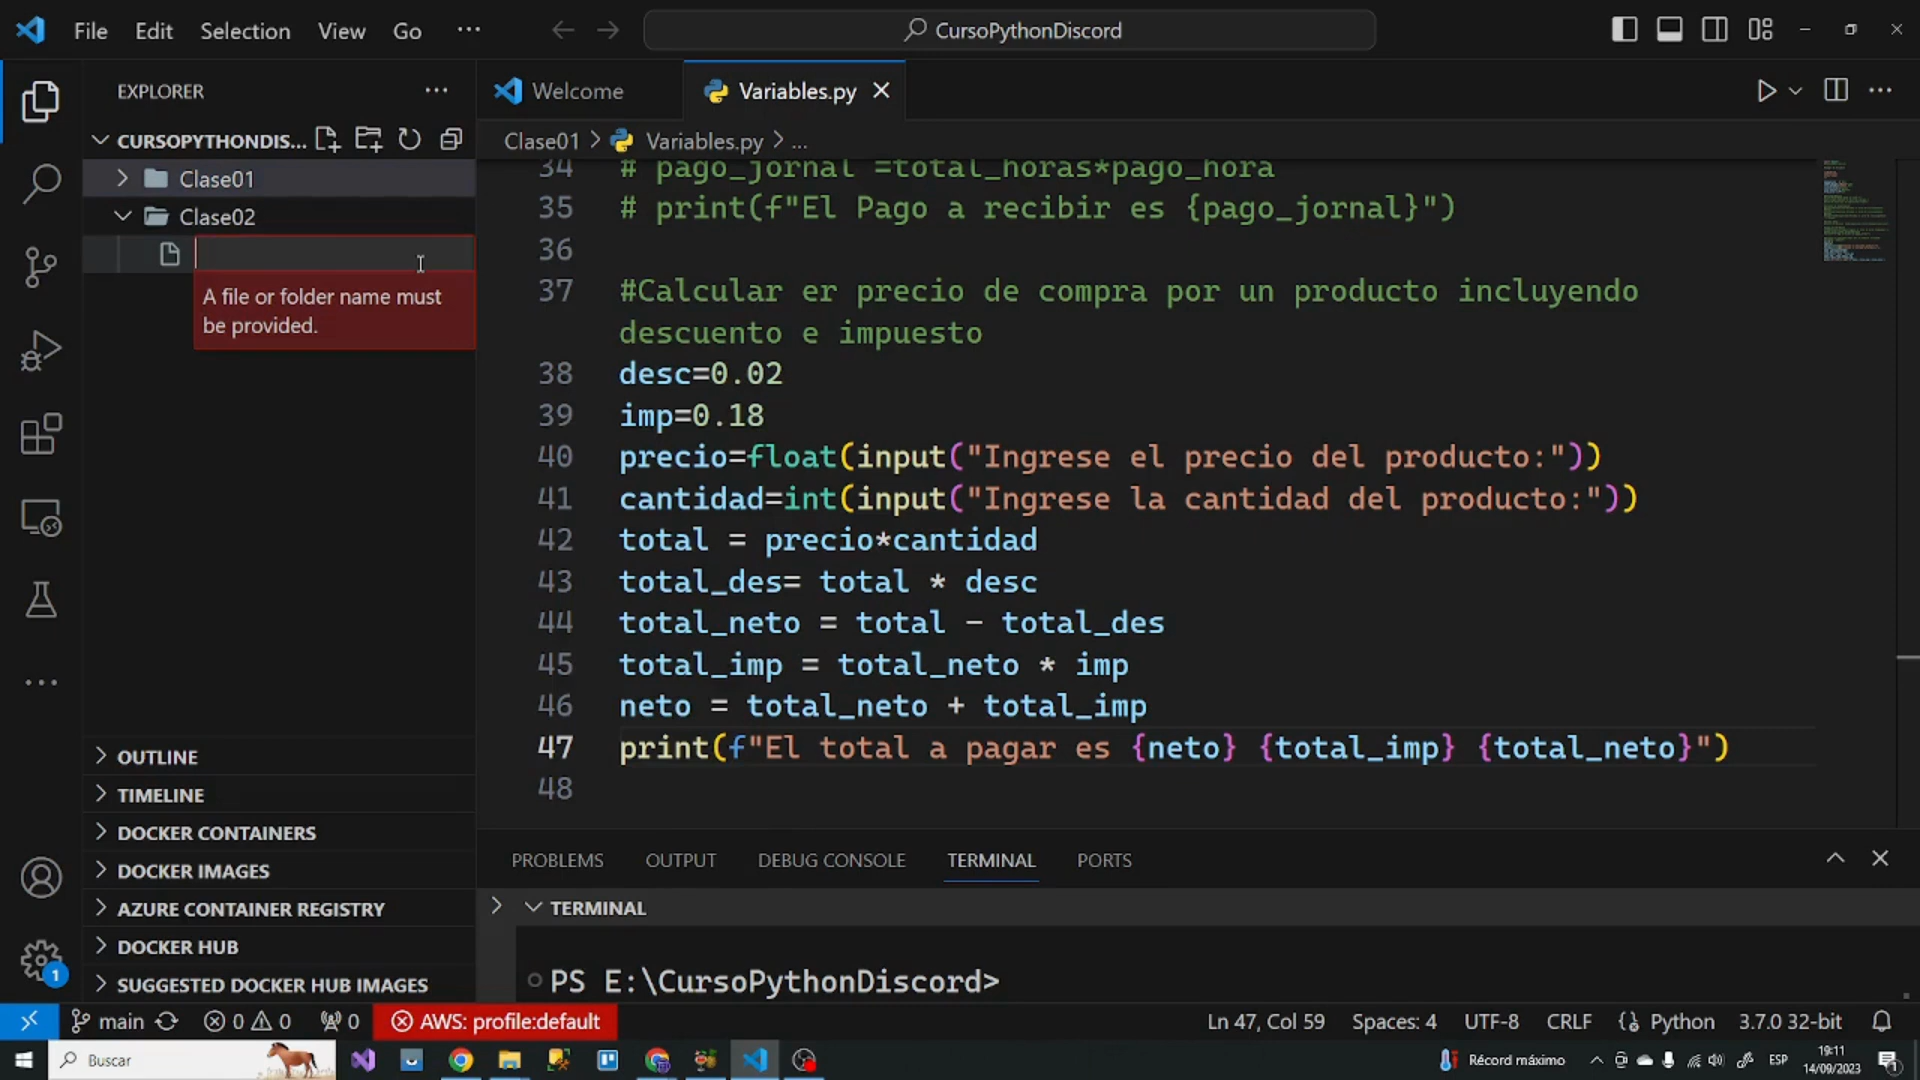 File Edit Selection View Go ...
CursoPythonDiscord
EXPLORER
CURSOPYTHONDIS...
Clase01
Clase02
A file or folder name must
be provided.
OUTLINE
TIMELINE
DOCKER CONTAINERS
DOCKER IMAGES
AZURE CONTAINER REGISTRY
DOCKER HUB
SUGGESTED DOCKER HUB IMAGES
1
Welcome Variables.py
Clase01 > Variables.py > ...
34 # pago_jornal =total_horas*pago_hora
35 # print(f"El Pago a recibir es {pago_jornal}")
36
37 #Calcular er precio de compra por un producto incluyendo
descuento e impuesto
38 desc=0.02
39 imp=0.18
40 precio=float(input("Ingrese el precio del producto:"))
41 cantidad=int(input("Ingrese la cantidad del producto:"))
42 total = precio*cantidad
43 total_des= total * desc
44 total_neto = total - total_des
45 total_imp = total_neto * imp
46 neto = total_neto + total_imp
47 print(f"El total a pagar es {neto} {total_imp} {total_neto}")
48
PROBLEMS OUTPUT DEBUG CONSOLE TERMINAL PORTS
TERMINAL
PS E:\CursoPythonDiscord>
main 0 0 0 AWS: profile:default Ln 47, Col 59 Spaces: 4 UTF-8 CRLF Python 3.7.0 32-bit
Buscar Récord máximo ESP 19:11
14/09/2023 1